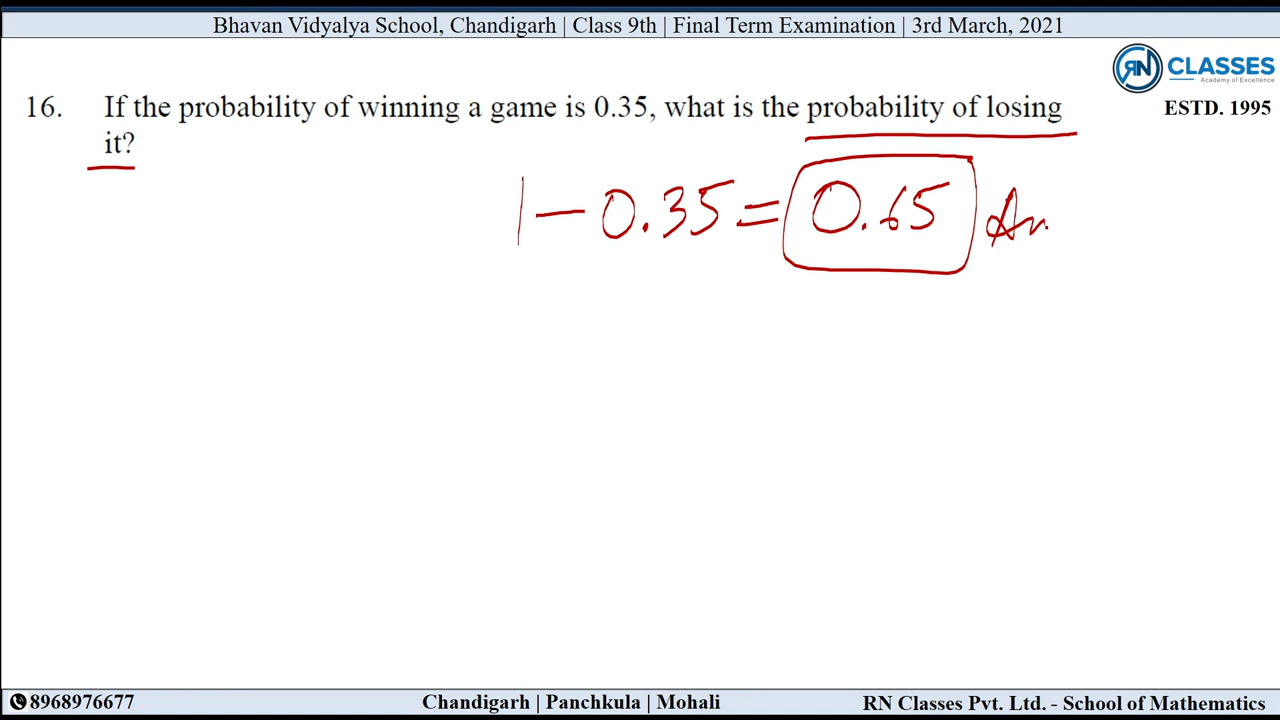 Bhavan Vidyalya School, Chandigarh | Class 9th | Final Term Examination | 3rd March, 2021
RN CLASSES
Academy of Excellence
ESTD. 1995
16. If the probability of winning a game is 0.35, what is the probability of losing
it?
1 - 0.35 = 0.65 An.
8968976677
Chandigarh | Panchkula | Mohali
RN Classes Pvt. Ltd. - School of Mathematics